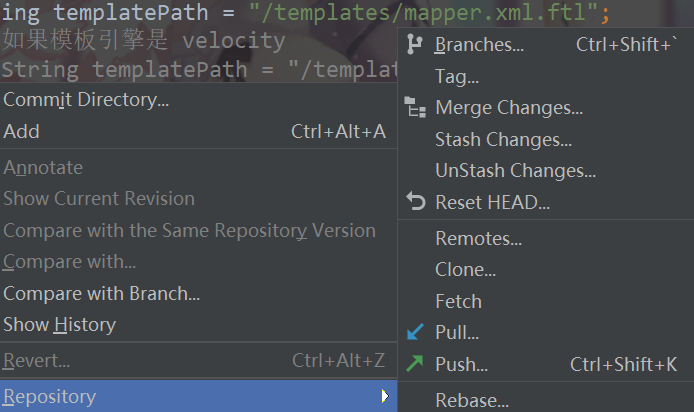 ing templatePath = "/templates/mapper.xml.ftl";
如果模板引擎是 velocity
String templatePath = "/templat
Commit Directory...
Add Ctrl+Alt+A
Annotate
Show Current Revision
Compare with the Same Repository Version
Compare with...
Compare with Branch...
Show History
Revert... Ctrl+Alt+Z
Repository
Branches... Ctrl+Shift+`
Tag...
Merge Changes...
Stash Changes...
UnStash Changes...
Reset HEAD...
Remotes...
Clone...
Fetch
Pull...
Push... Ctrl+Shift+K
Rebase...